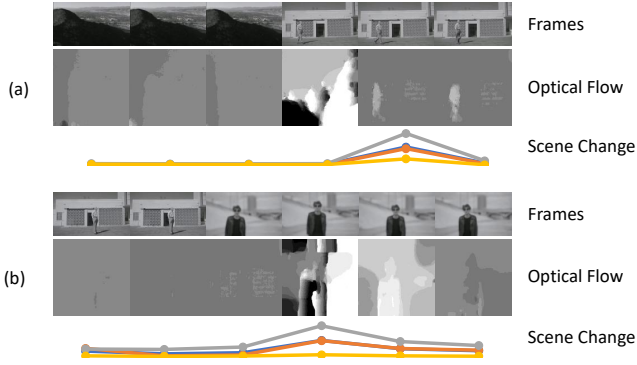 Frames
(a)
Optical Flow
Scene Change
Frames
(b)
Optical Flow
Scene Change